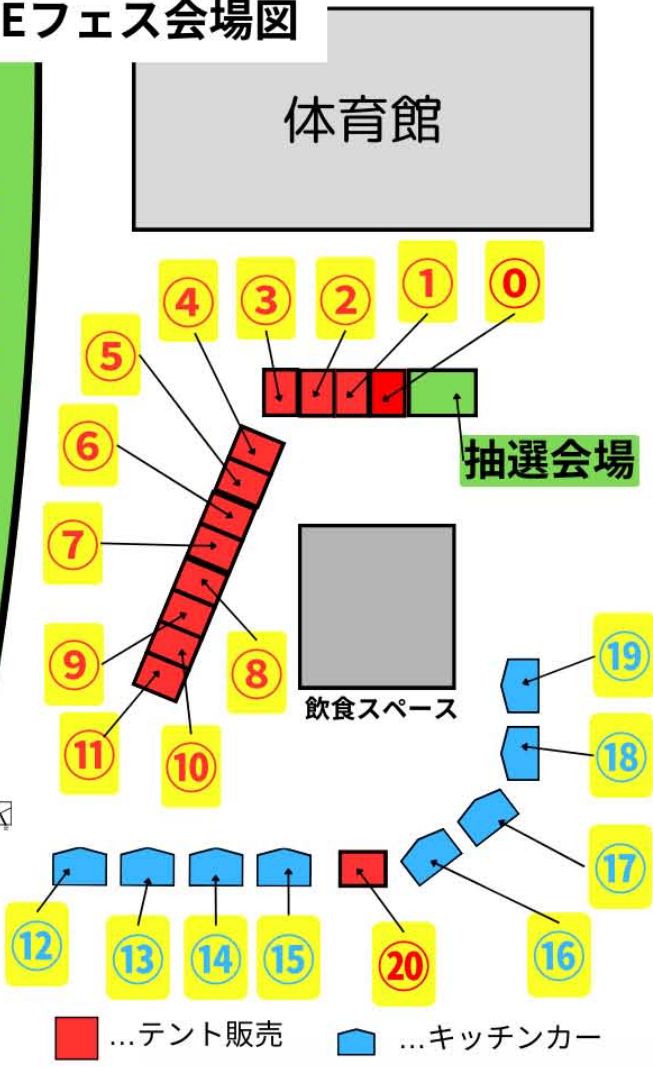 Eフェス会場図
体育館
④ ③ ② ① ⓪
⑤
⑥
抽選会場
⑦
⑨
⑧
⑲
飲食スペース
⑪
⑩
⑱
⑰
⑫ ⑬ ⑭ ⑮ ⑳ ⑯
…テント販売 …キッチンカー